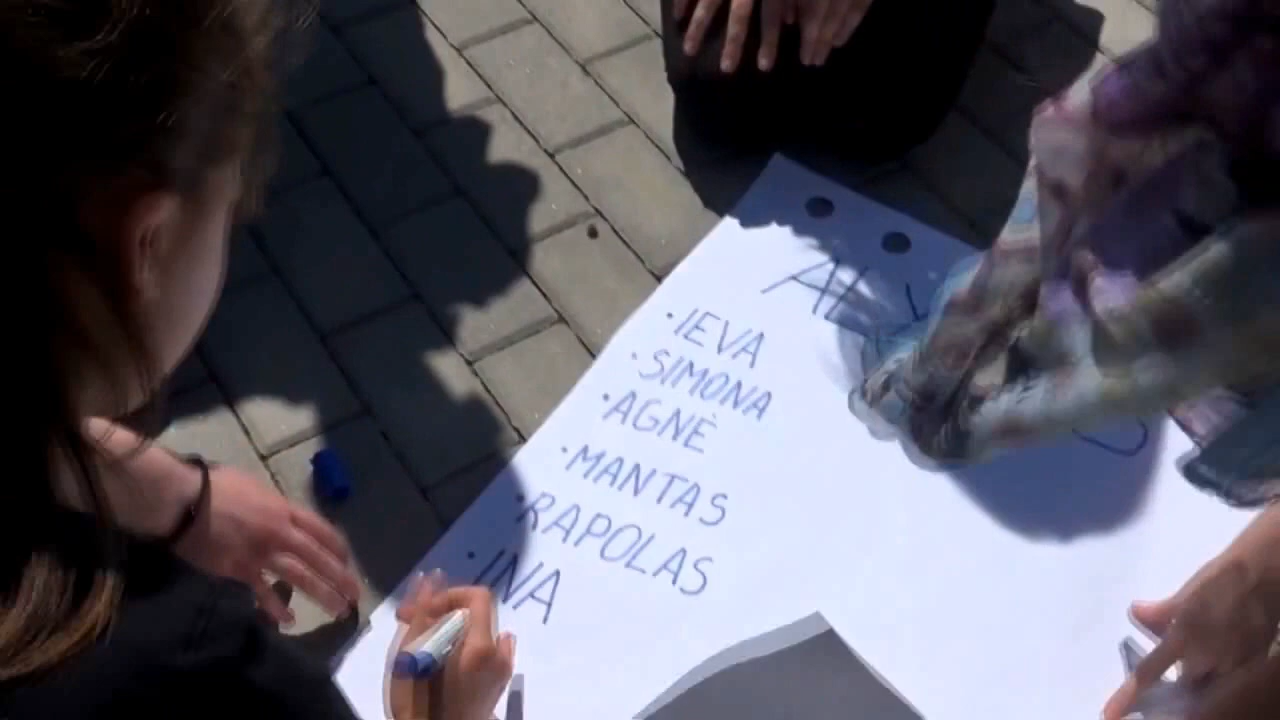 · IEVA
· SIMONA
· AGNĖ
· MANTAS
· RAPOLAS
· INA